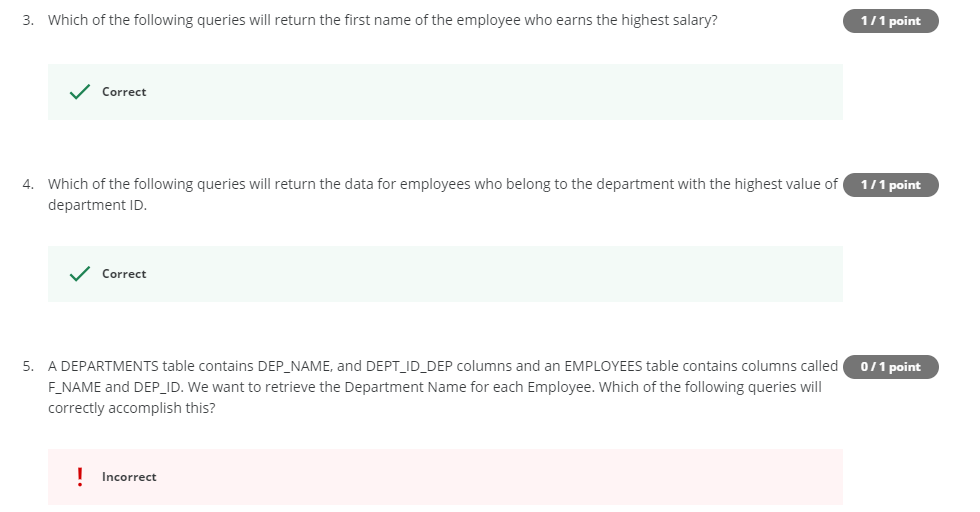 3. Which of the following queries will return the first name of the employee who earns the highest salary?
1 / 1 point
Correct
4. Which of the following queries will return the data for employees who belong to the department with the highest value of
1 / 1 point
department ID.
Correct
5. A DEPARTMENTS table contains DEP_NAME, and DEPT_ID_DEP columns and an EMPLOYEES table contains columns called
0 / 1 point
F_NAME and DEP_ID. We want to retrieve the Department Name for each Employee. Which of the following queries will
correctly accomplish this?
! Incorrect